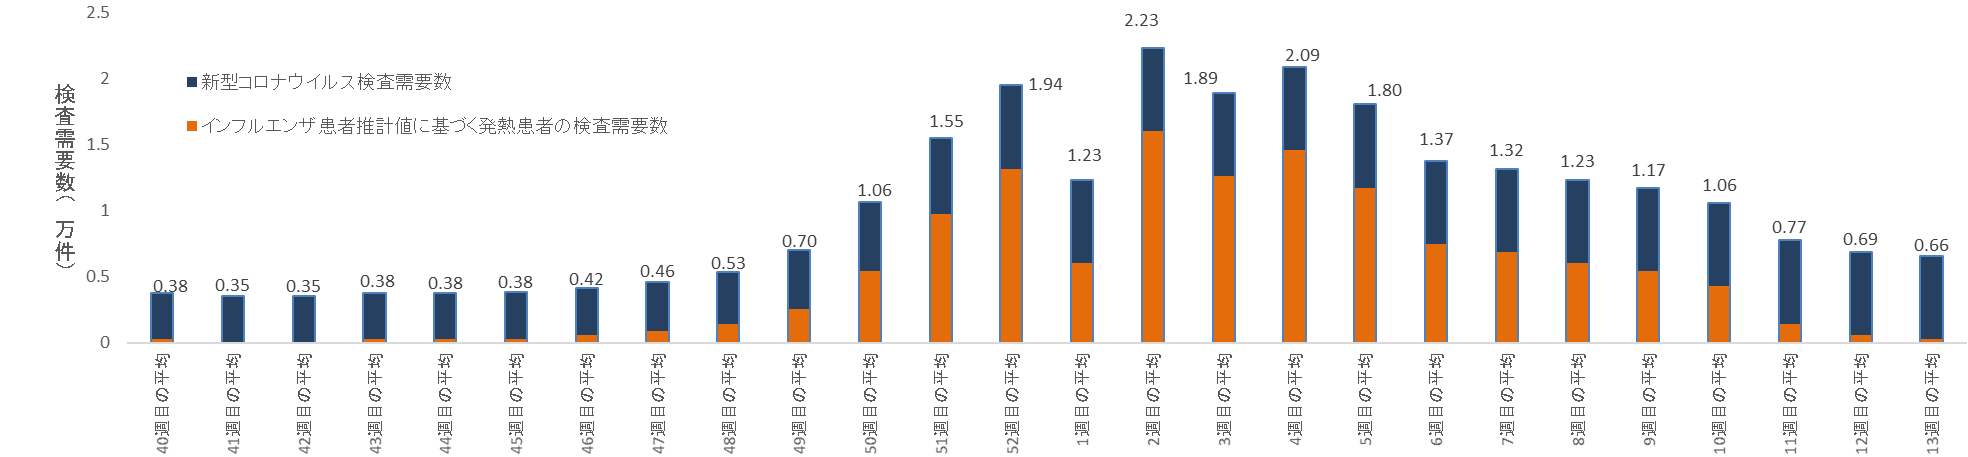 2.5
2
1.5
1
0.5
0
検査需要数（万件）
新型コロナウイルス検査需要数
インフルエンザ患者推計値に基づく発熱患者の検査需要数
0.38
0.35
0.35
0.38
0.38
0.38
0.42
0.46
0.53
0.70
1.06
1.55
1.94
1.23
2.23
1.89
2.09
1.80
1.37
1.32
1.23
1.17
1.06
0.77
0.69
0.66
40週目の平均
41週目の平均
42週目の平均
43週目の平均
44週目の平均
45週目の平均
46週目の平均
47週目の平均
48週目の平均
49週目の平均
50週目の平均
51週目の平均
52週目の平均
1週目の平均
2週目の平均
3週目の平均
4週目の平均
5週目の平均
6週目の平均
7週目の平均
8週目の平均
9週目の平均
10週目の平均
11週目の平均
12週目の平均
13週目の平均